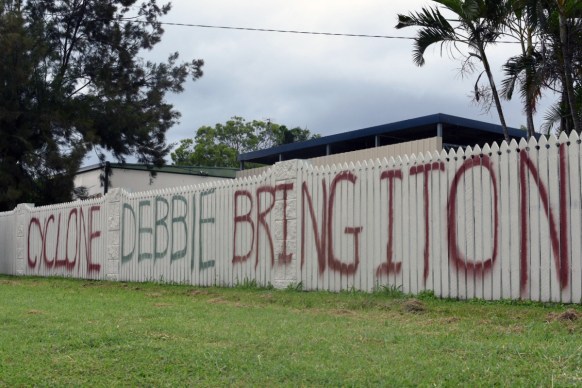 CYCLONE DEBBIE BRING IT ON